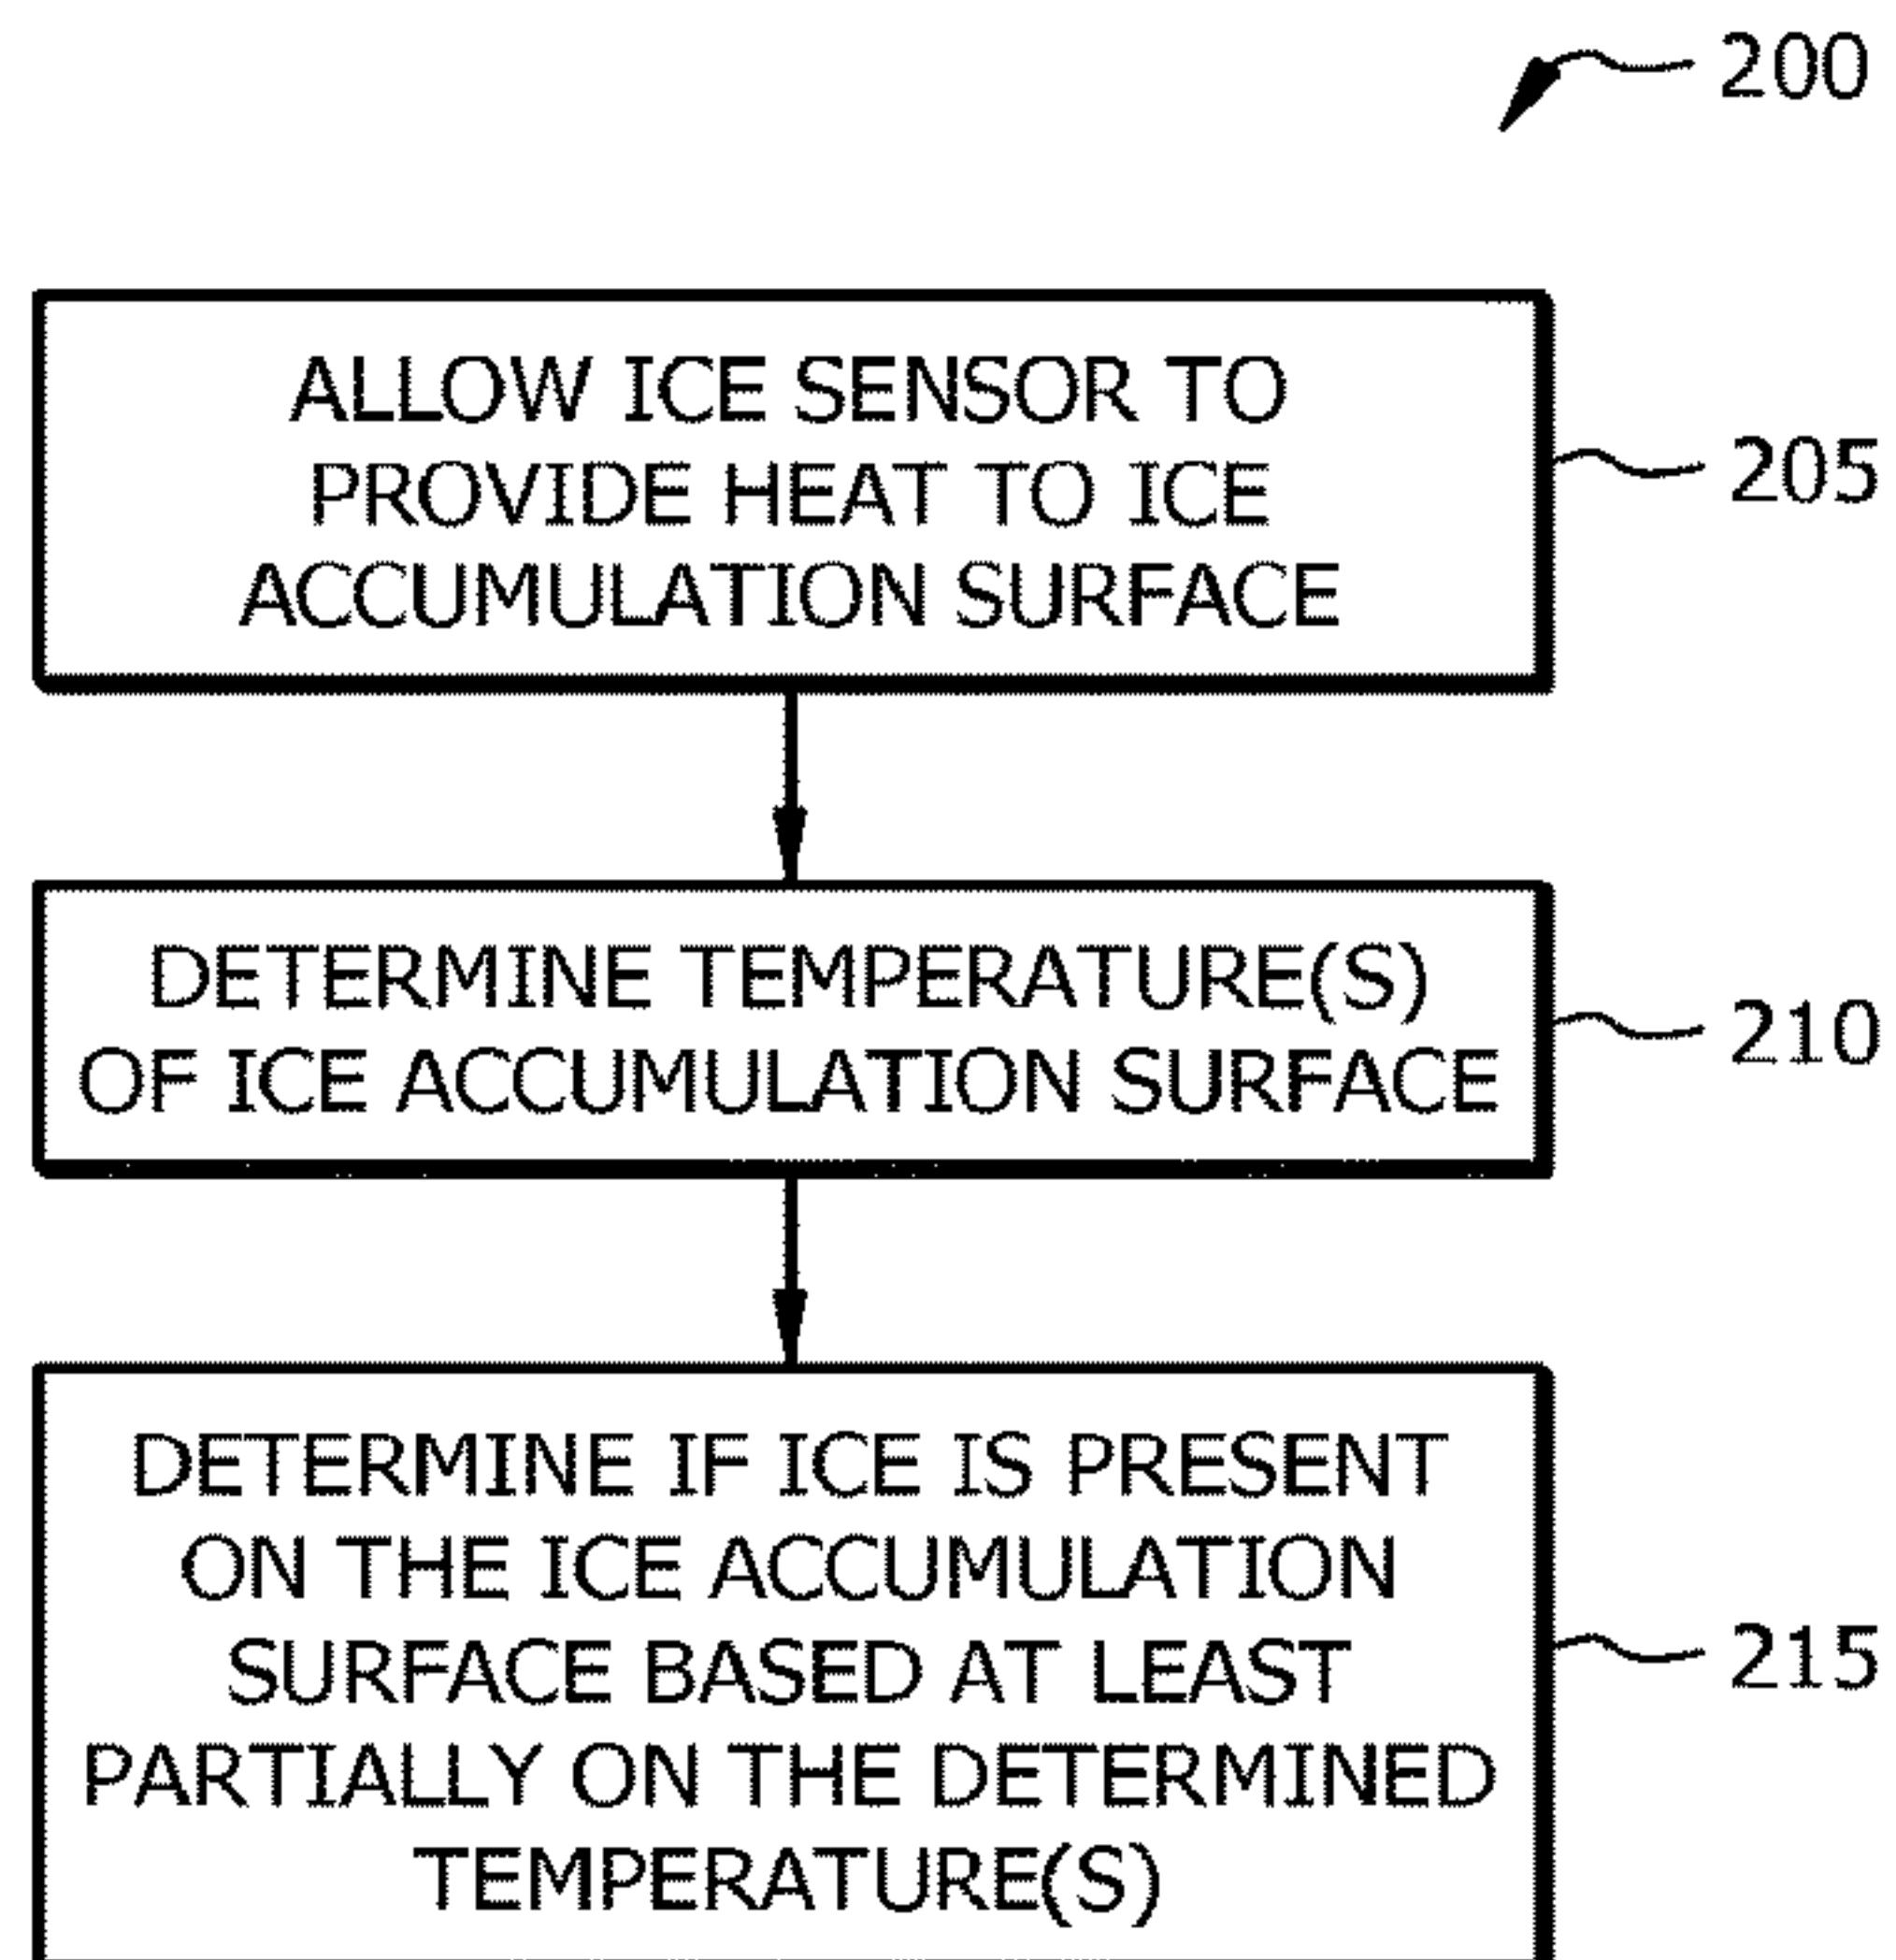 200
ALLOW ICE SENSOR TO
PROVIDE HEAT TO ICE
ACCUMULATION SURFACE
205
DETERMINE TEMPERATURE(S)
OF ICE ACCUMULATION SURFACE
210
DETERMINE IF ICE IS PRESENT
ON THE ICE ACCUMULATION
SURFACE BASED AT LEAST
PARTIALLY ON THE DETERMINED
TEMPERATURE(S)
215